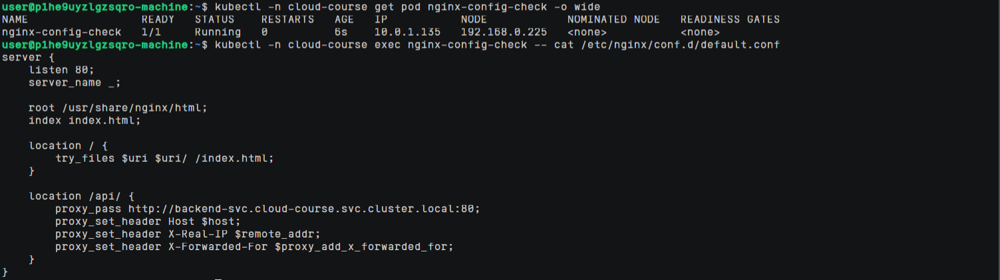 user@p1he9uyzlgzsqro-machine:~$ kubectl -n cloud-course get pod nginx-config-check -o wide
NAME                 READY   STATUS    RESTARTS   AGE   IP           NODE            NOMINATED NODE   READINESS GATES
nginx-config-check   1/1     Running   0          6s    10.0.1.135   192.168.0.225   <none>           <none>
user@p1he9uyzlgzsqro-machine:~$ kubectl -n cloud-course exec nginx-config-check -- cat /etc/nginx/conf.d/default.conf
server {
    listen 80;
    server_name _;

    root /usr/share/nginx/html;
    index index.html;

    location / {
        try_files $uri $uri/ /index.html;
    }

    location /api/ {
        proxy_pass http://backend-svc.cloud-course.svc.cluster.local:80;
        proxy_set_header Host $host;
        proxy_set_header X-Real-IP $remote_addr;
        proxy_set_header X-Forwarded-For $proxy_add_x_forwarded_for;
    }
}